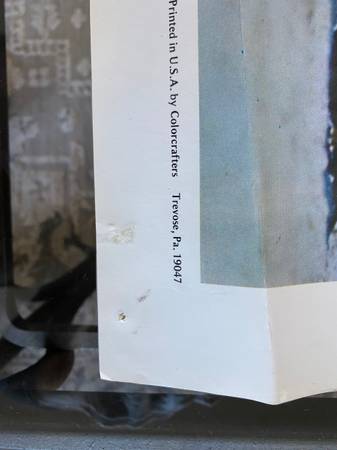 Printed in U.S.A. by Colorcrafters   Trevose, Pa. 19047